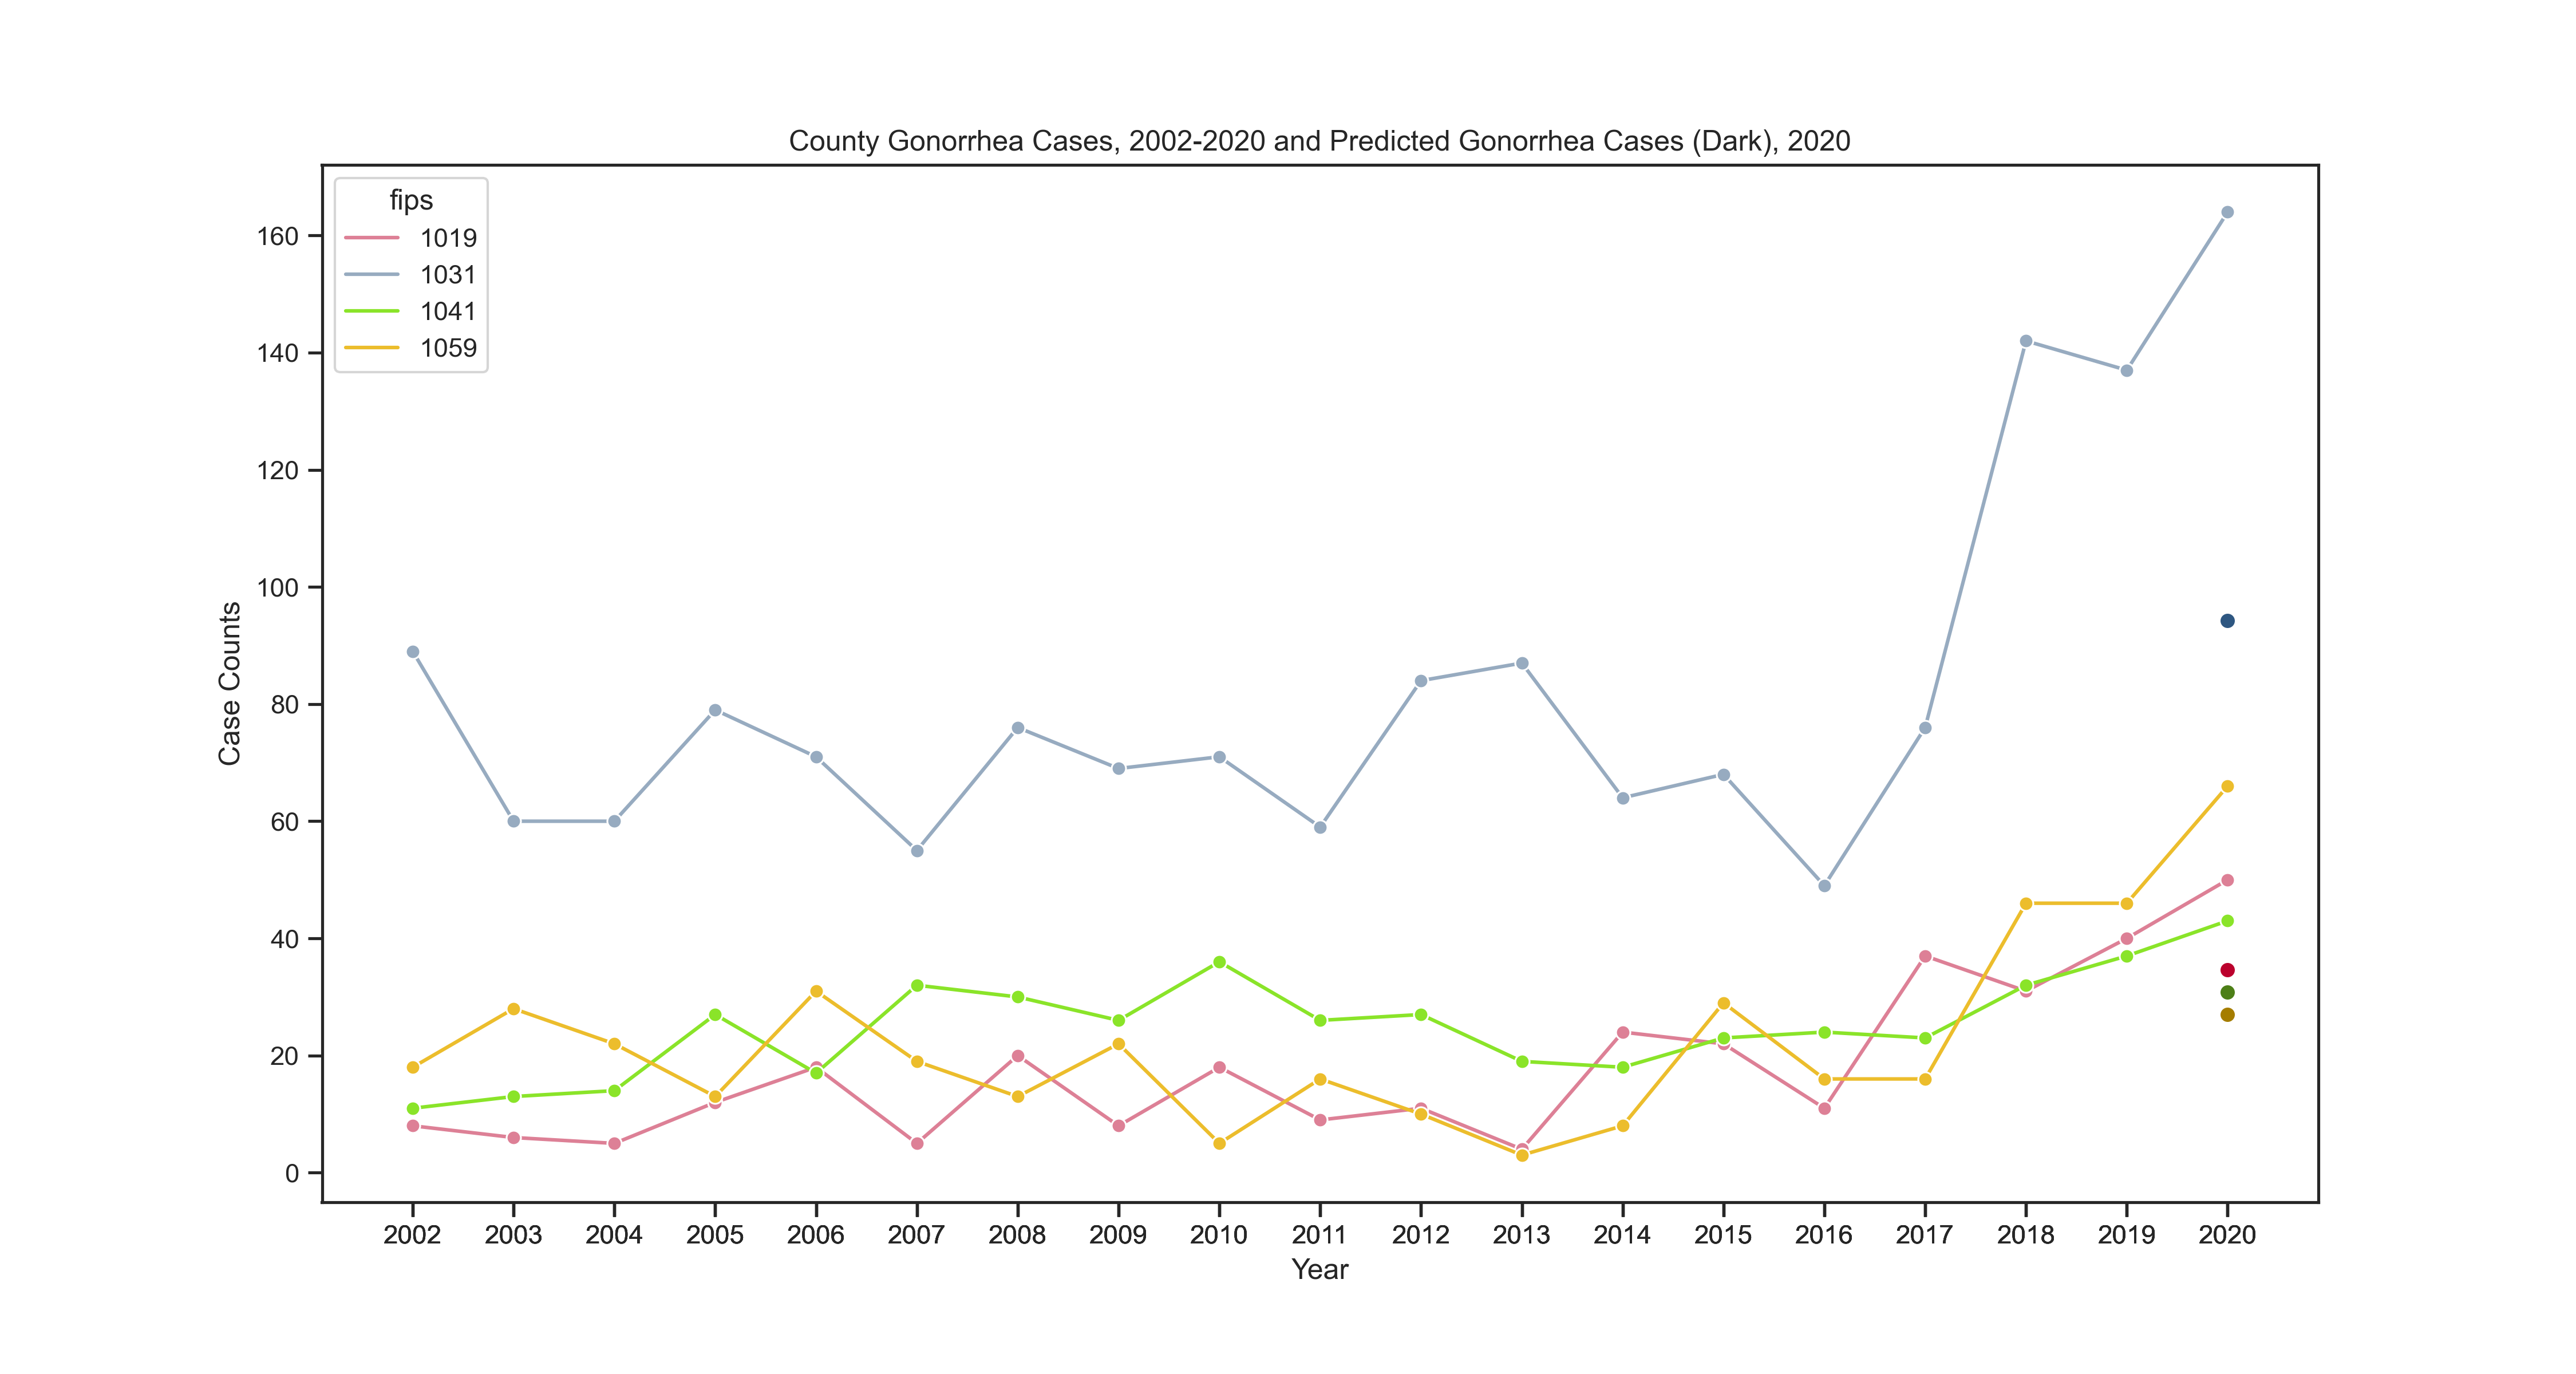 County Gonorrhea Cases, 2002-2020 and Predicted Gonorrhea Cases (Dark), 2020
fips
1019
1031
1041
1059
160
140
120
100
80
60
40
20
0
Case Counts
2002 2003 2004 2005 2006 2007 2008 2009 2010 2011 2012 2013 2014 2015 2016 2017 2018 2019 2020
Year